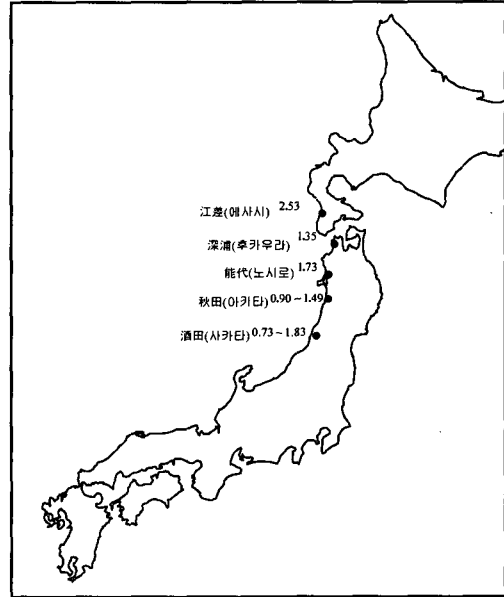 江差(에사시) 2.53
深浦(후카우라) 1.35
能代(노시로) 1.73
秋田(아키타) 0.90 ~ 1.49
酒田(사카타) 0.73 ~ 1.83